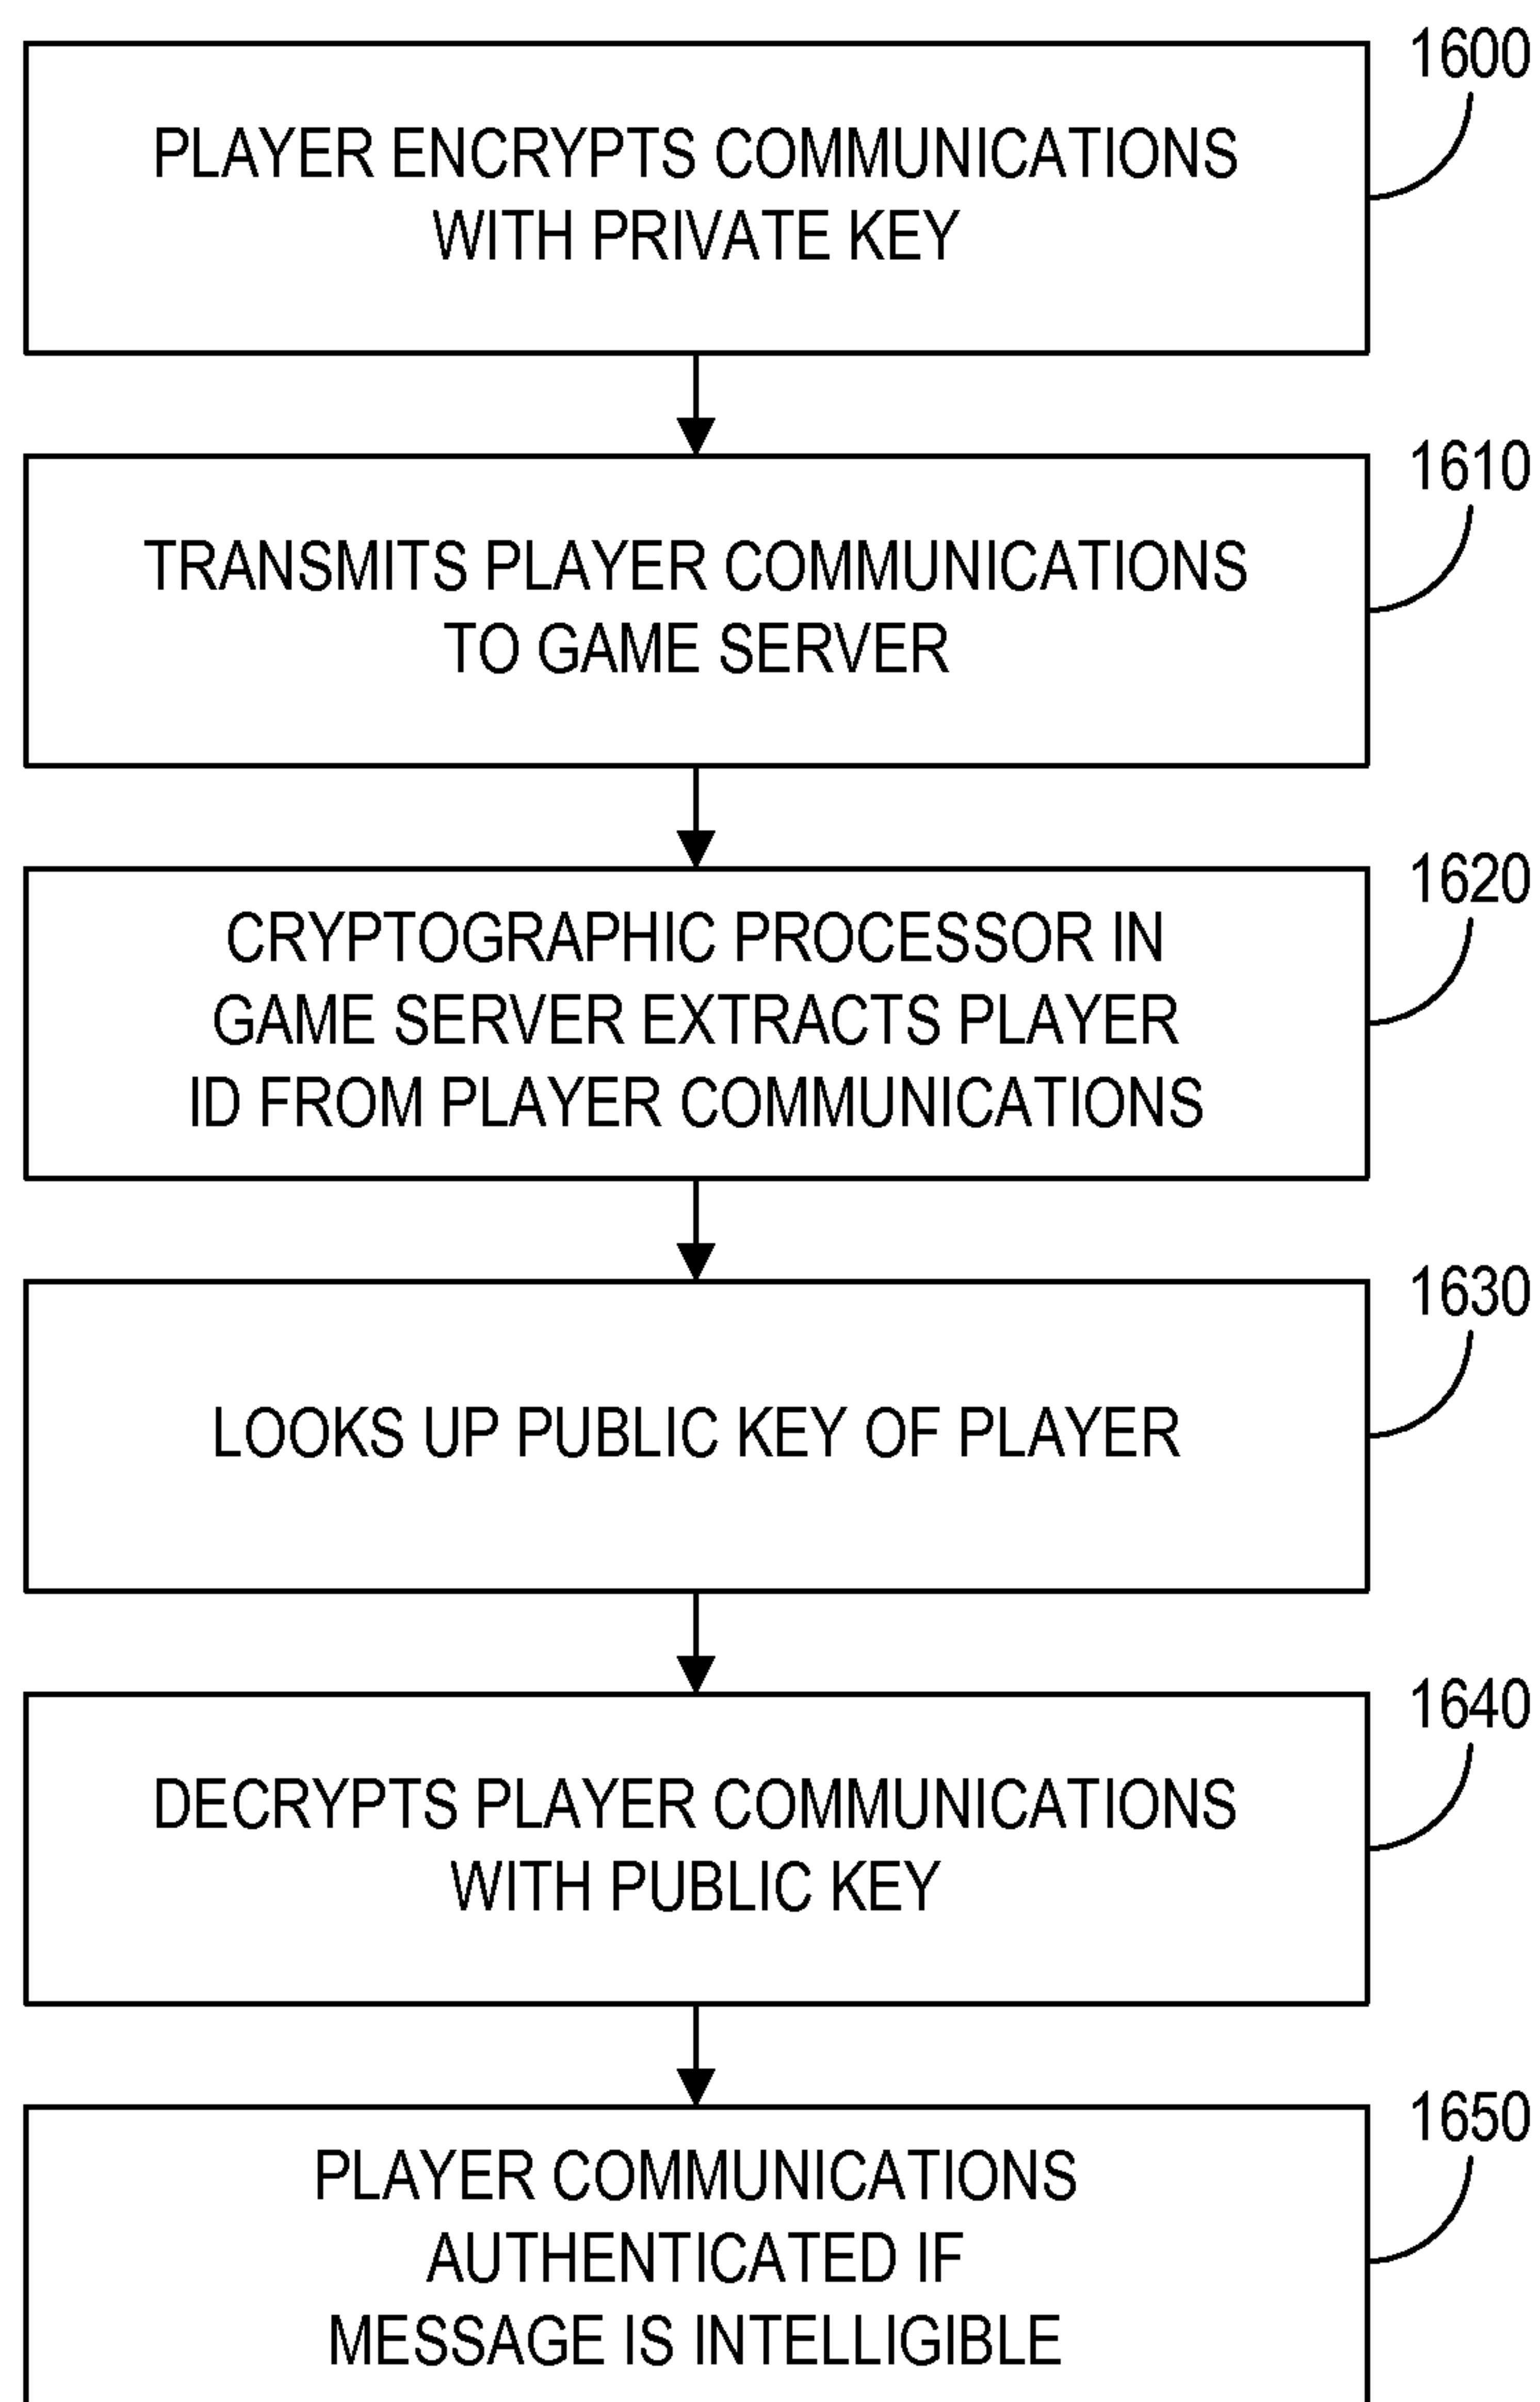 1600
PLAYER ENCRYPTS COMMUNICATIONS
WITH PRIVATE KEY
1610
TRANSMITS PLAYER COMMUNICATIONS
TO GAME SERVER
1620
CRYPTOGRAPHIC PROCESSOR IN
GAME SERVER EXTRACTS PLAYER
ID FROM PLAYER COMMUNICATIONS
1630
LOOKS UP PUBLIC KEY OF PLAYER
1640
DECRYPTS PLAYER COMMUNICATIONS
WITH PUBLIC KEY
1650
PLAYER COMMUNICATIONS
AUTHENTICATED IF
MESSAGE IS INTELLIGIBLE